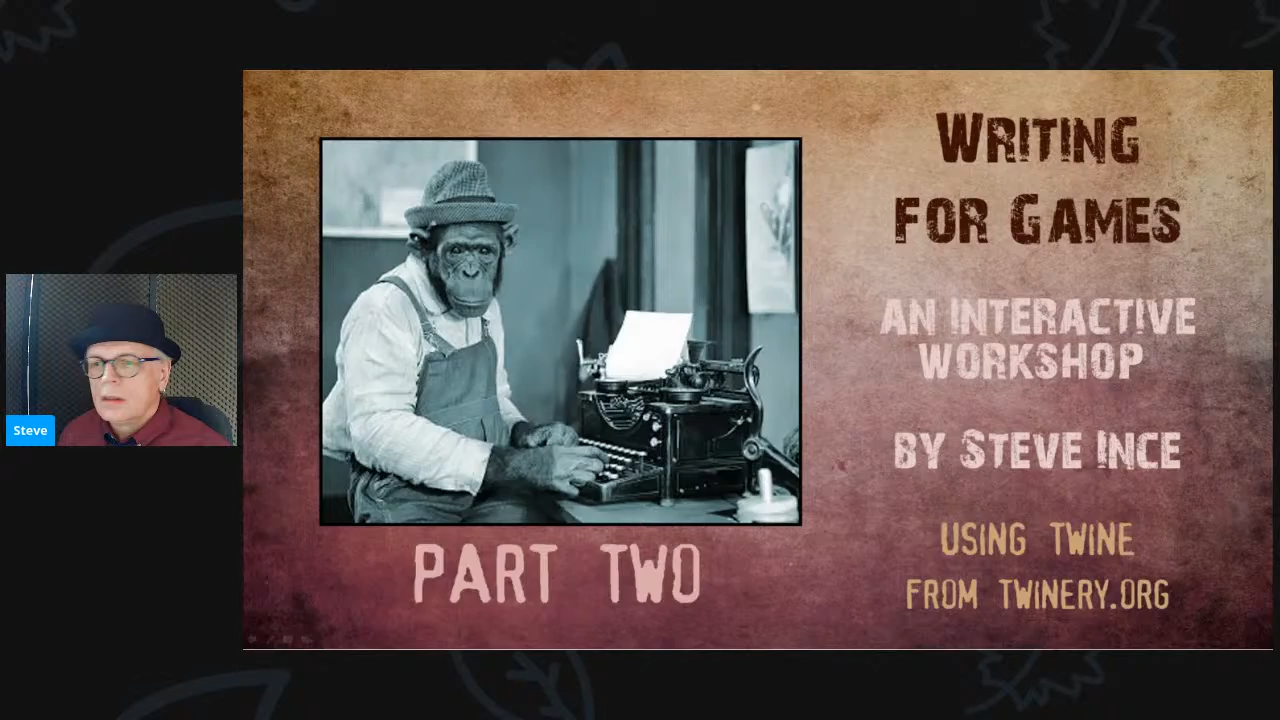 Steve
WRITING
FOR GAMES
AN INTERACTIVE
WORKSHOP
BY STEVE INCE
USING TWINE
FROM TWINERY.ORG
PART TWO